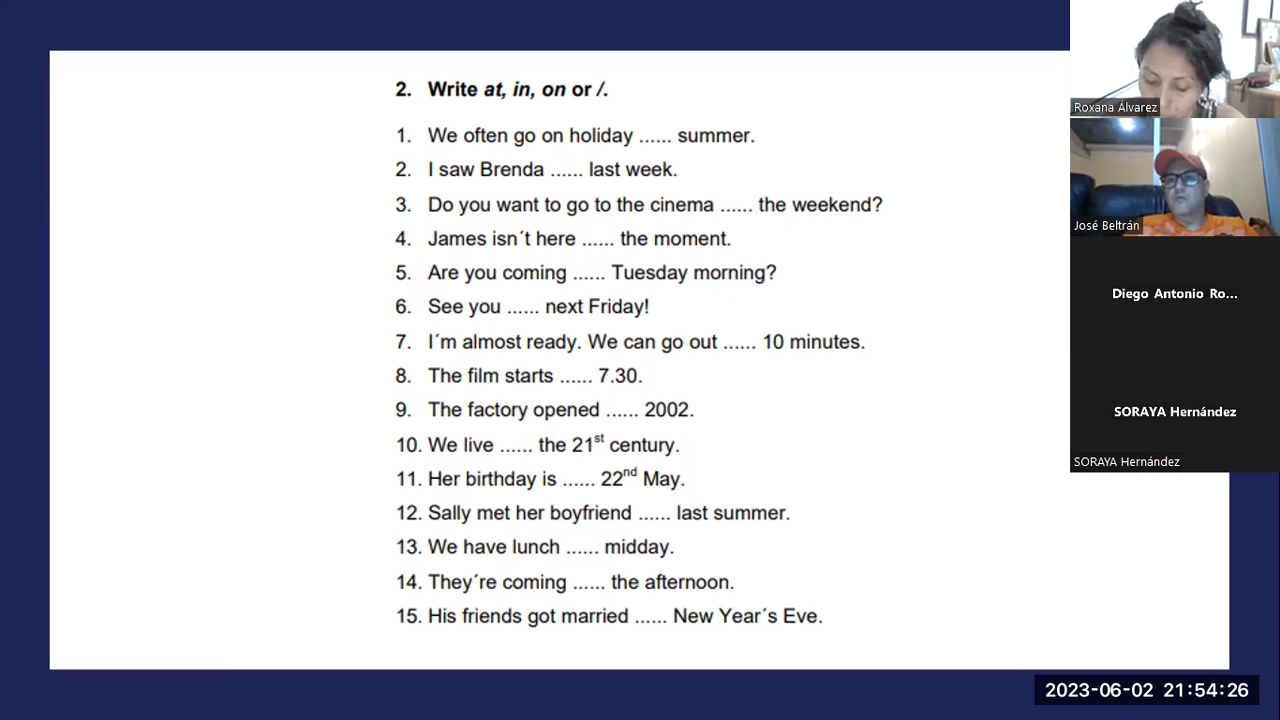 2. Write at, in, on or /.
1. We often go on holiday ...... summer.
2. I saw Brenda ...... last week.
3. Do you want to go to the cinema ...... the weekend?
4. James isn´t here ...... the moment.
5. Are you coming ...... Tuesday morning?
6. See you ...... next Friday!
7. I´m almost ready. We can go out ...... 10 minutes.
8. The film starts ...... 7.30.
9. The factory opened ...... 2002.
10. We live ...... the 21st century.
11. Her birthday is ...... 22nd May.
12. Sally met her boyfriend ...... last summer.
13. We have lunch ...... midday.
14. They´re coming ...... the afternoon.
15. His friends got married ...... New Year´s Eve.
Roxana Álvarez
José Beltrán
Diego Antonio Ro...
SORAYA Hernández
SORAYA Hernández
2023-06-02 21:54:26